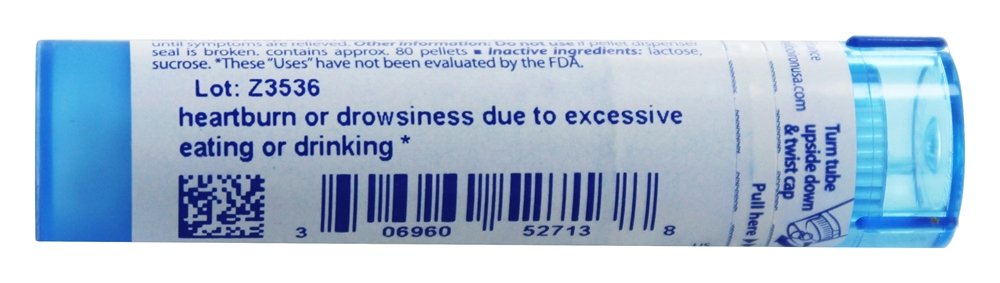 until symptoms are relieved. Other information: Do not use if pellet dispenser
seal is broken. contains approx. 80 pellets ■ Inactive ingredients: lactose,
sucrose. *These “Uses” have not been evaluated by the FDA.
Lot: Z3536
heartburn or drowsiness due to excessive
eating or drinking *
3 06960 52713 8
Turn tube
upside down
& twist cap
Pull here